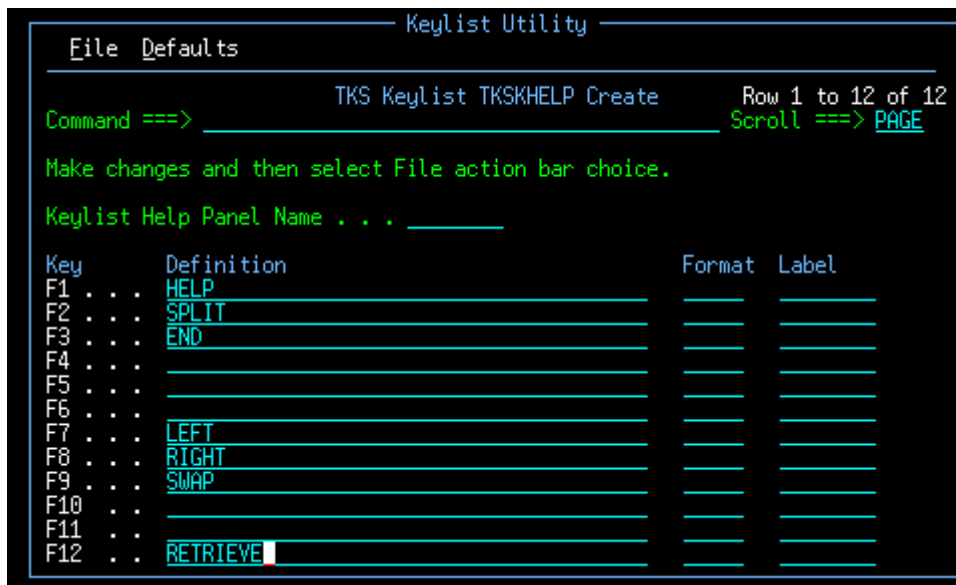 Keylist Utility
File Defaults
TKS Keylist TKSKHELP Create Row 1 to 12 of 12
Command ===> Scroll ===> PAGE
Make changes and then select File action bar choice.
Keylist Help Panel Name . . .
Key Definition Format Label
F1 . . . HELP
F2 . . . SPLIT
F3 . . . END
F4 . . .
F5 . . .
F6 . . .
F7 . . . LEFT
F8 . . . RIGHT
F9 . . . SWAP
F10 . .
F11 . .
F12 . . RETRIEVE